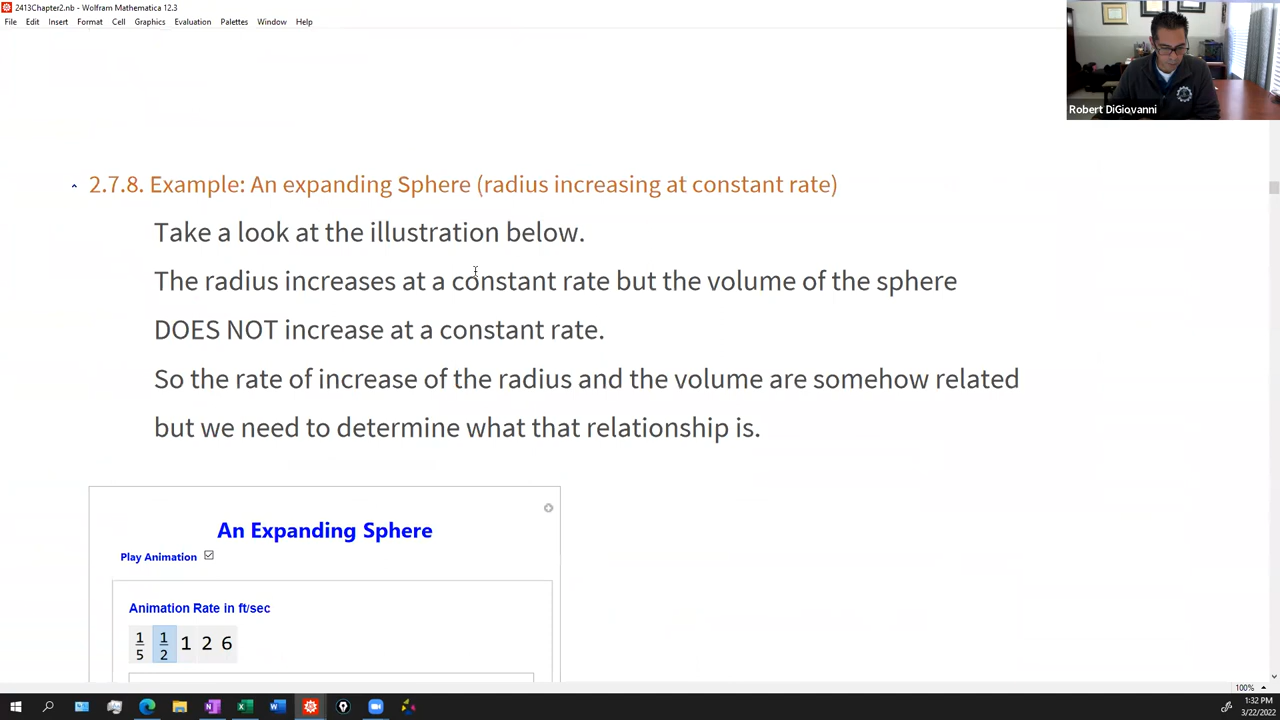 2413Chapter2.nb - Wolfram Mathematica 12.3
File Edit Insert Format Cell Graphics Evaluation Palettes Window Help
Robert DiGiovanni
2.7.8. Example: An expanding Sphere (radius increasing at constant rate)
Take a look at the illustration below.
The radius increases at a constant rate but the volume of the sphere
DOES NOT increase at a constant rate.
So the rate of increase of the radius and the volume are somehow related
but we need to determine what that relationship is.
An Expanding Sphere
Play Animation
Animation Rate in ft/sec
1/5 1/2 1 2 6
100%
1:32 PM
3/22/2022